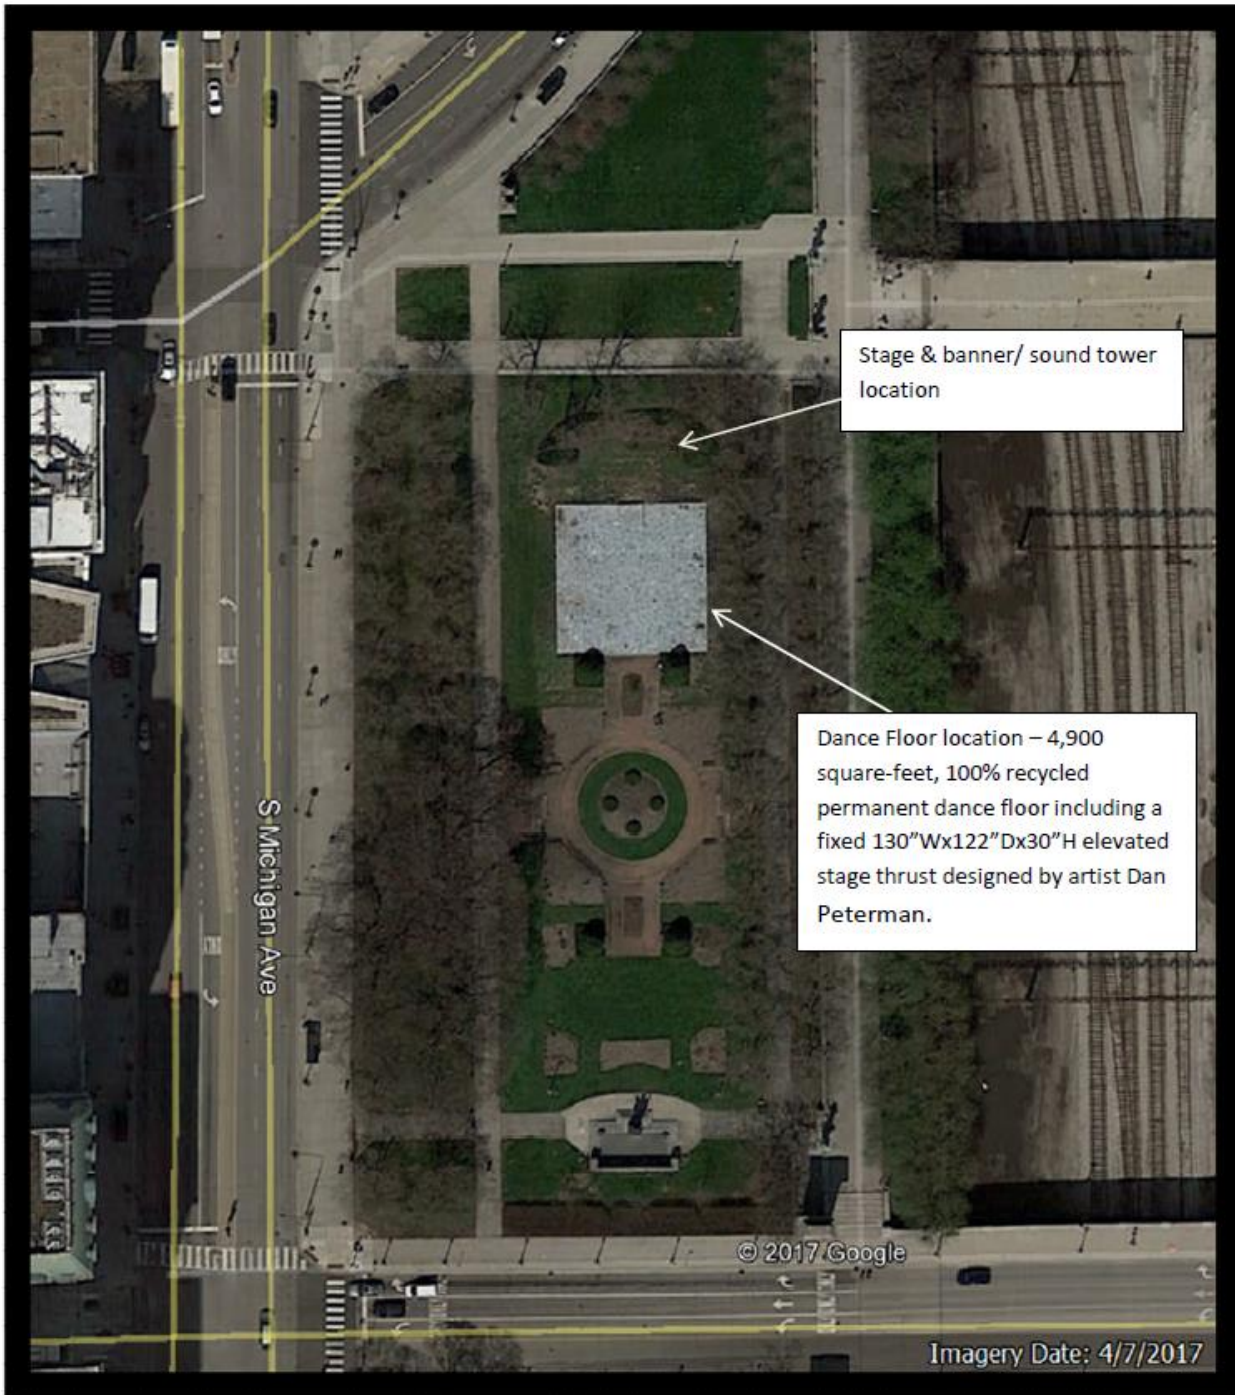 Stage & banner/ sound tower
location
Dance Floor location – 4,900
square-feet, 100% recycled
permanent dance floor including a
fixed 130”Wx122”Dx30”H elevated
stage thrust designed by artist Dan
Peterman.
S Michigan Ave
© 2017 Google
Imagery Date: 4/7/2017